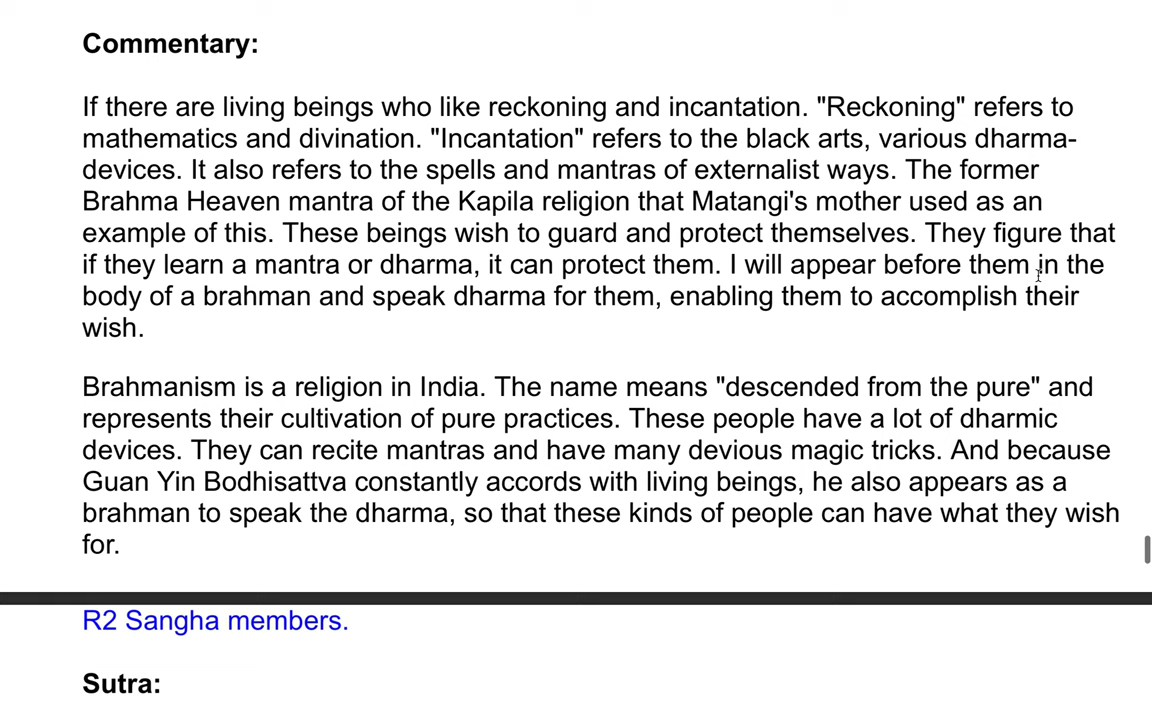 Commentary:
If there are living beings who like reckoning and incantation. "Reckoning" refers to
mathematics and divination. "Incantation" refers to the black arts, various dharma-
devices. It also refers to the spells and mantras of externalist ways. The former
Brahma Heaven mantra of the Kapila religion that Matangi's mother used as an
example of this. These beings wish to guard and protect themselves. They figure that
if they learn a mantra or dharma, it can protect them. I will appear before them in the
body of a brahman and speak dharma for them, enabling them to accomplish their
wish.
Brahmanism is a religion in India. The name means "descended from the pure" and
represents their cultivation of pure practices. These people have a lot of dharmic
devices. They can recite mantras and have many devious magic tricks. And because
Guan Yin Bodhisattva constantly accords with living beings, he also appears as a
brahman to speak the dharma, so that these kinds of people can have what they wish
for.
R2 Sangha members.
Sutra: